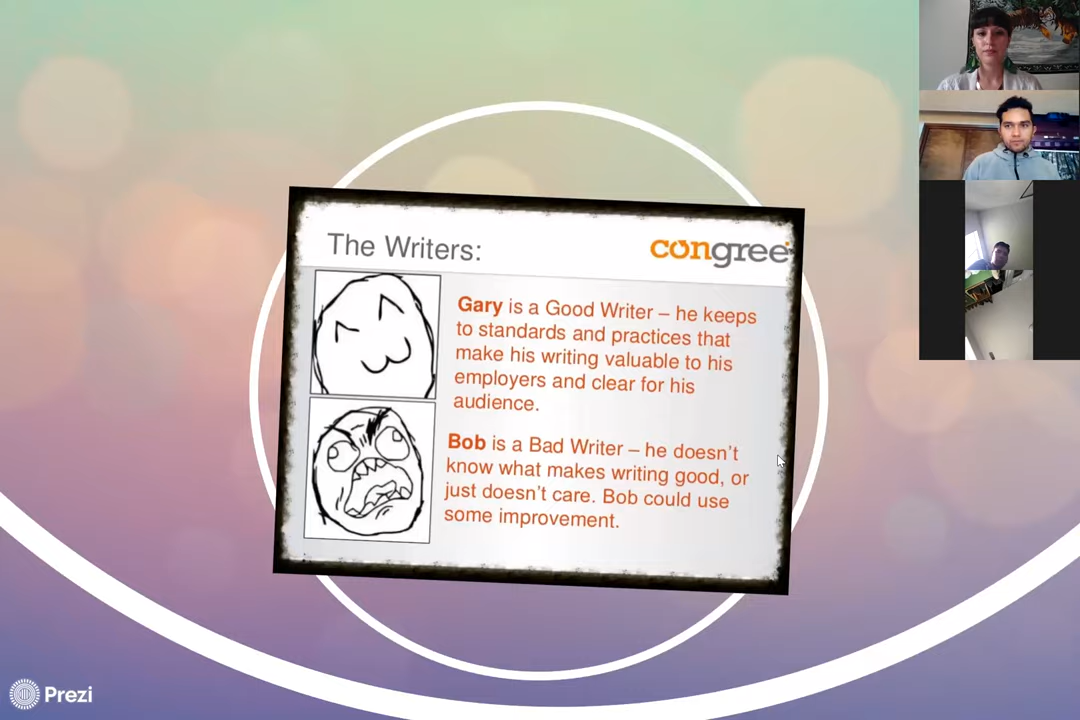 The Writers:
congree
Gary is a Good Writer – he keeps
to standards and practices that
make his writing valuable to his
employers and clear for his
audience.
Bob is a Bad Writer – he doesn't
know what makes writing good, or
just doesn't care. Bob could use
some improvement.
Prezi